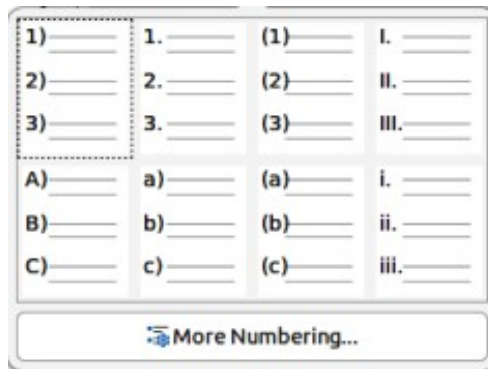 1) 1. (1) I.
2) 2. (2) II.
3) 3. (3) III.
A) a) (a) i.
B) b) (b) ii.
C) c) (c) iii.
More Numbering...